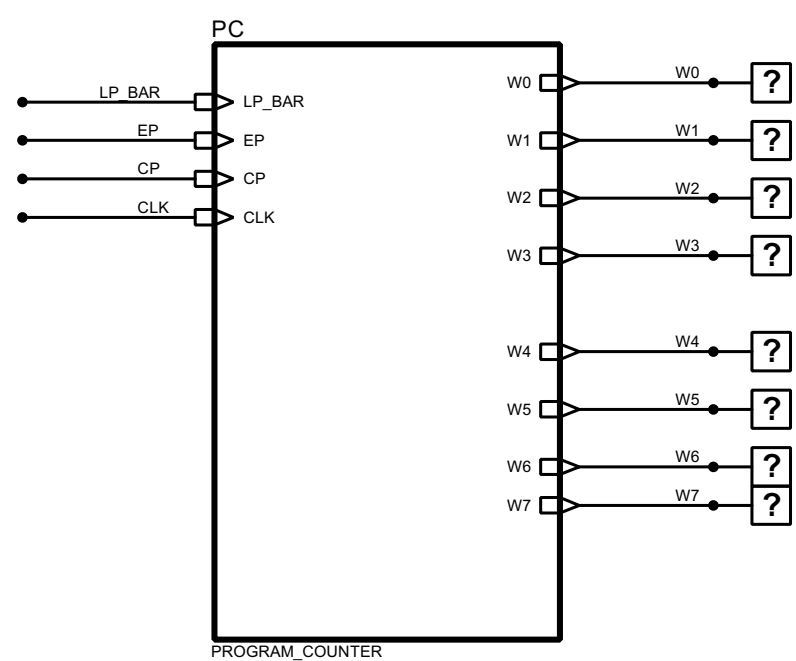 PC
LP_BAR LP_BAR
EP EP
CP CP
CLK CLK
W0 W0 ?
W1 W1 ?
W2 W2 ?
W3 W3 ?
W4 W4 ?
W5 W5 ?
W6 W6 ?
W7 W7 ?
PROGRAM_COUNTER